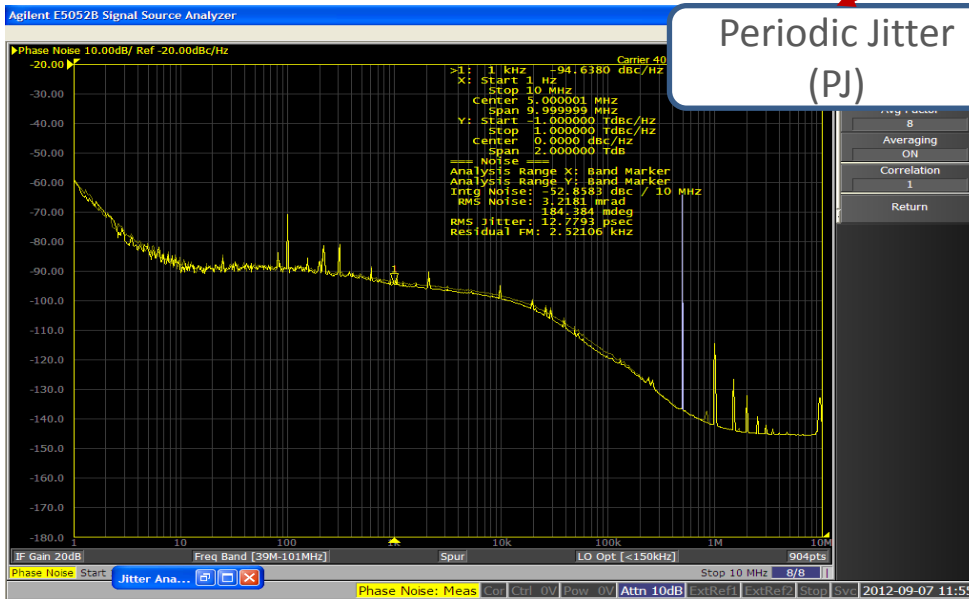 Agilent E5052B Signal Source Analyzer
Periodic Jitter
(PJ)
▶Phase Noise 10.00dB/ Ref -20.00dBc/Hz
Carrier 40
>1: 1 kHz -94.6380 dBc/Hz
X: Start 1 Hz
Stop 10 MHz
Center 5.000001 MHz
Span 9.999999 MHz
Y: Start -1.000000 TdBc/Hz
Stop 1.000000 TdBc/Hz
Center 0.0000 dBc/Hz
Span 2.000000 TdB
=== Noise ===
Analysis Range X: Band Marker
Analysis Range Y: Band Marker
Intg Noise: -52.8583 dBc / 10 MHz
RMS Noise: 3.2181 mrad
184.384 mdeg
RMS Jitter: 12.7793 psec
Residual FM: 2.52106 kHz
-20.00
-30.00
-40.00
-50.00
-60.00
-70.00
-80.00
-90.00
-100.0
-110.0
-120.0
-130.0
-140.0
-150.0
-160.0
-170.0
-180.0
1
1 10 100 1k 10k 100k 1M 10M
Avg Factor
8
Averaging
ON
Correlation
1
Return
IF Gain 20dB Freq Band [39M-101MHz] Spur LO Opt [<150kHz] 904pts
Phase Noise Start Stop 10 MHz 8/8
Jitter Ana...
Phase Noise: Meas Cor Ctrl 0V Pow 0V Attn 10dB ExtRef1 ExtRef2 Stop Svc 2012-09-07 11:5